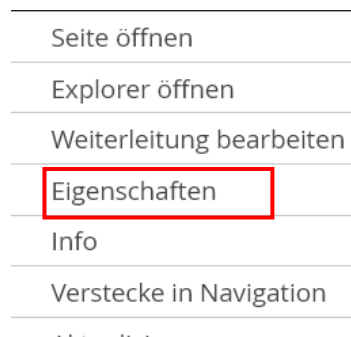 Seite öffnen
Explorer öffnen
Weiterleitung bearbeiten
Eigenschaften
Info
Verstecke in Navigation